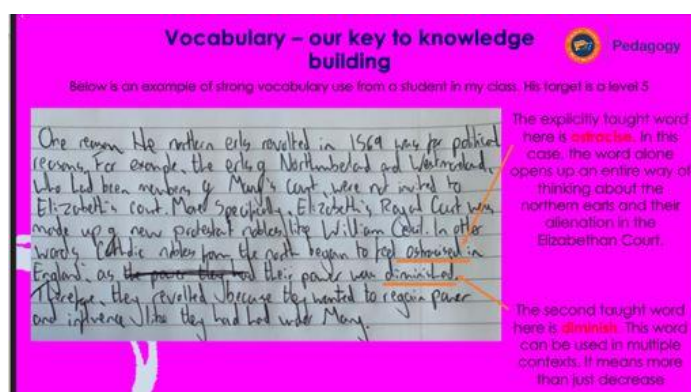 Vocabulary – our key to knowledge
building
Pedagogy
Below is an example of strong vocabulary use from a student in my class. His target is a level 5
One reason the nothern erls revolted in 1569 was for political
reasons. For example, the erls of Northumberland and Westmorland,
who had been members of Mary's court, were not invited to
Elizabeth's court. More Specifically, Elizabeth's Royal Court was
made up of new protestant nobles like William Cecil. In other
words, Catholic nobles from the north began to feel ostrasised in
England, as the power they had their power was diminished.
Therefore, they revolted because they wanted to regain power
and influence like they had had under Mary.
The explicitly taught word
here is ostracise. In this
case, the word alone
opens up an entire way of
thinking about the
northern earls and their
alienation in the
Elizabethan Court.
The second taught word
here is diminish. This word
can be used in multiple
contexts. It means more
than just decrease